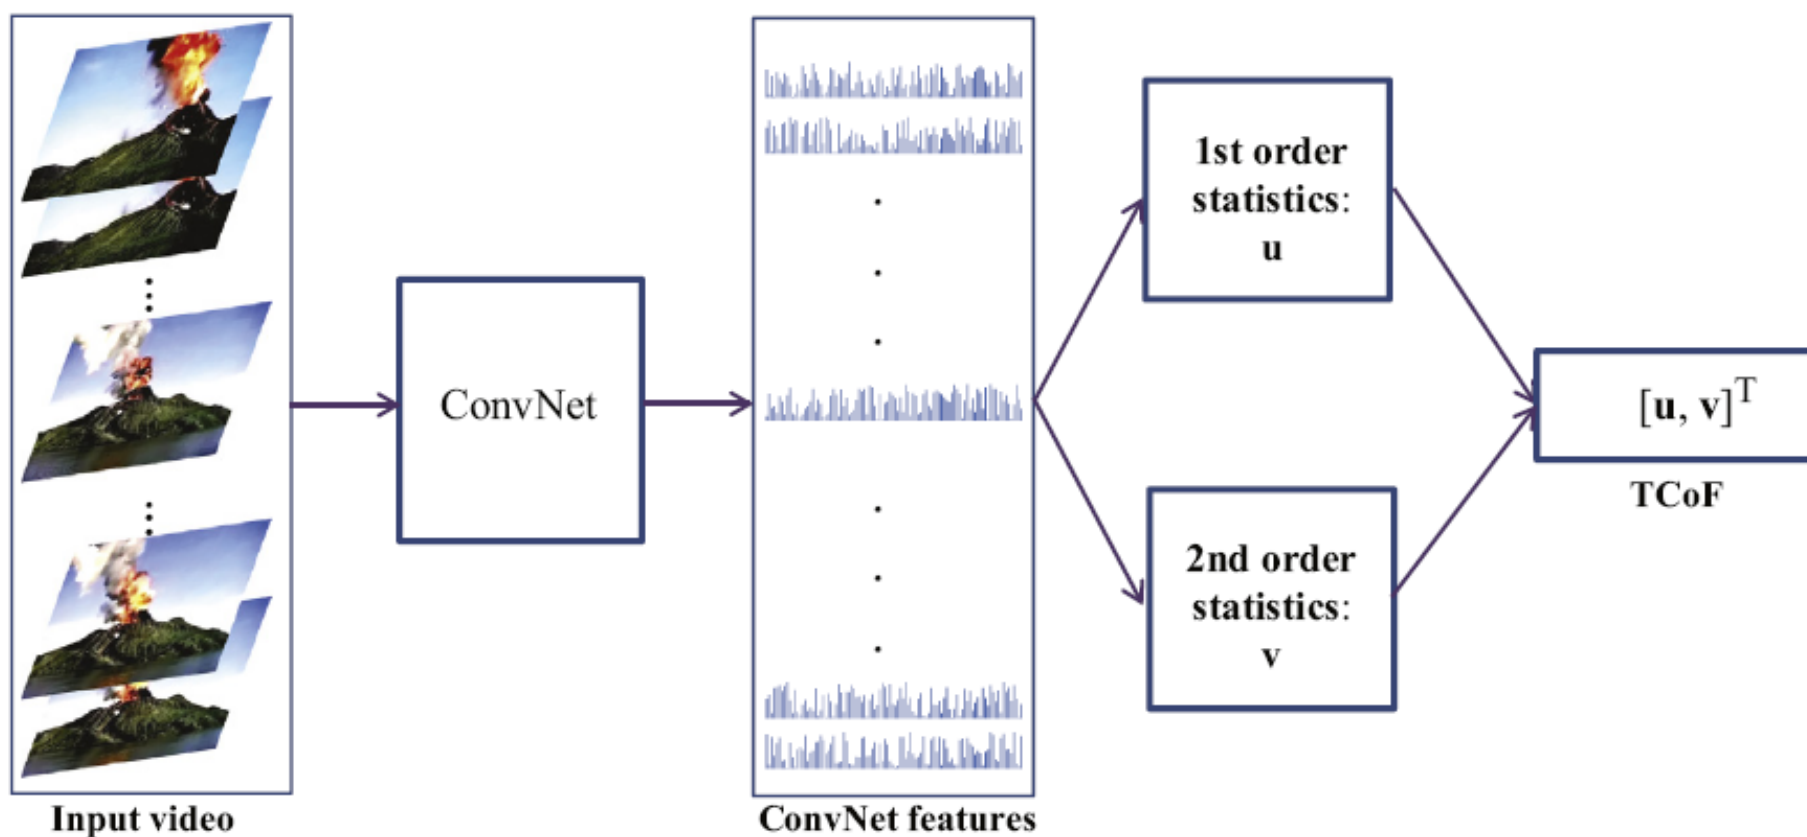 Input video
ConvNet
ConvNet features
1st order
statistics:
u
2nd order
statistics:
v
[u, v]T
TCoF